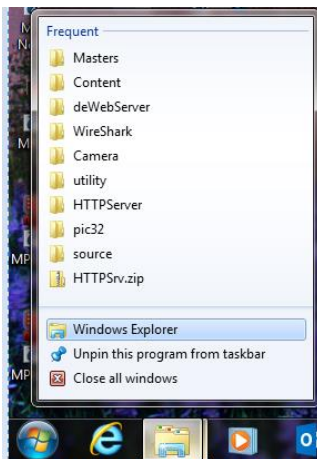 Frequent
Masters
Content
deWebServer
WireShark
Camera
utility
HTTPServer
pic32
source
HTTPSrv.zip
Windows Explorer
Unpin this program from taskbar
Close all windows